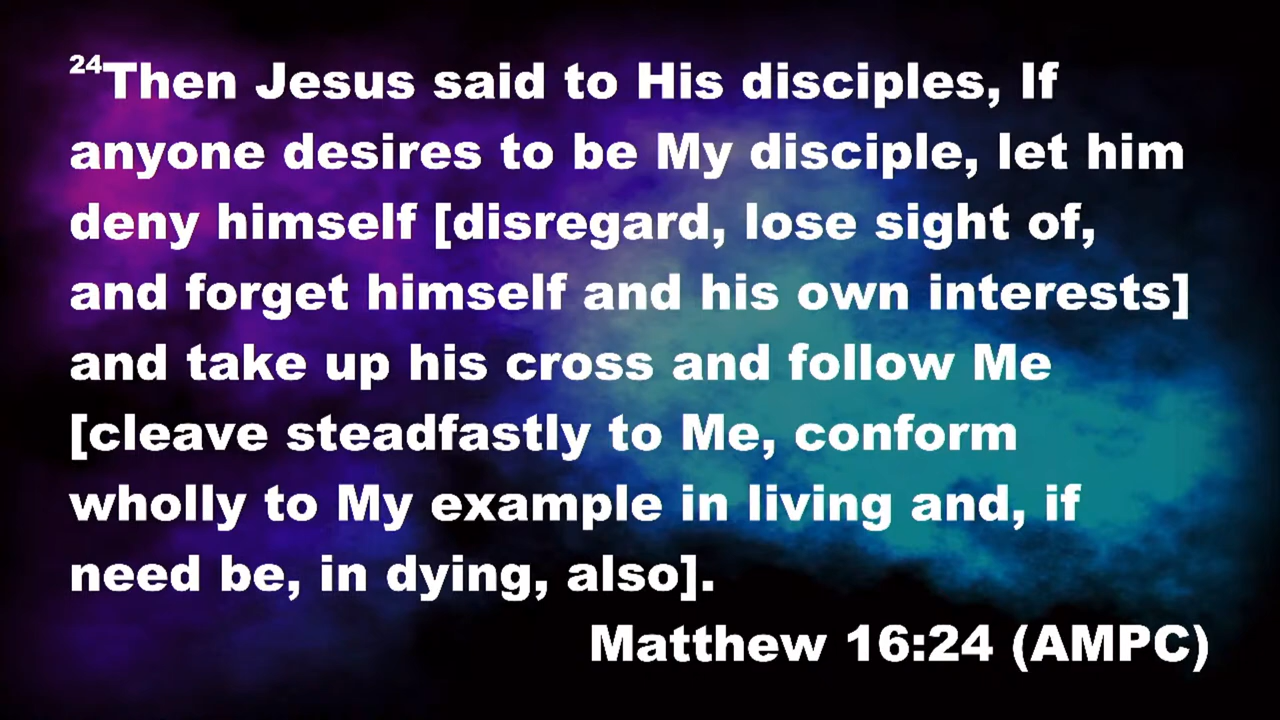 24Then Jesus said to His disciples, If
anyone desires to be My disciple, let him
deny himself [disregard, lose sight of,
and forget himself and his own interests]
and take up his cross and follow Me
[cleave steadfastly to Me, conform
wholly to My example in living and, if
need be, in dying, also].
Matthew 16:24 (AMPC)